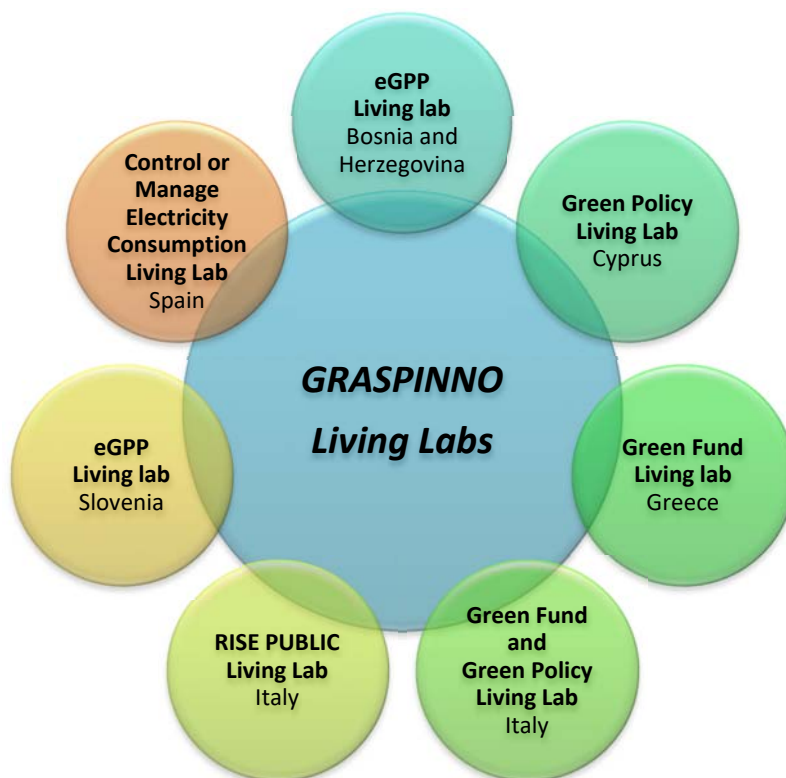 eGPP
Living lab
Bosnia and
Herzegovina
Control or
Manage
Electricity
Consumption
Living Lab
Spain
Green Policy
Living Lab
Cyprus
GRASPINNO
Living Labs
eGPP
Living lab
Slovenia
Green Fund
Living lab
Greece
RISE PUBLIC
Living Lab
Italy
Green Fund
and
Green Policy
Living Lab
Italy